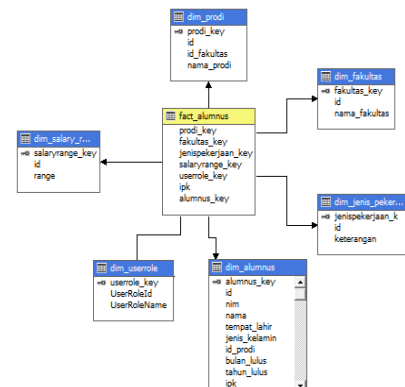 dim_prodi
prodi_key
id
id_fakultas
nama_prodi
dim_fakultas
fakultas_key
id
nama_fakultas
fact_alumnus
prodi_key
fakultas_key
jenispekerjaan_key
salaryrange_key
userrole_key
ipk
alumnus_key
dim_salary_r...
salaryrange_key
id
range
dim_jenis_peker...
jenispekerjaan_k
id
keterangan
dim_userrole
userrole_key
UserRoleId
UserRoleName
dim_alumnus
alumnus_key
id
nim
nama
tempat_lahir
jenis_kelamin
id_prodi
bulan_lulus
tahun_lulus
ipk